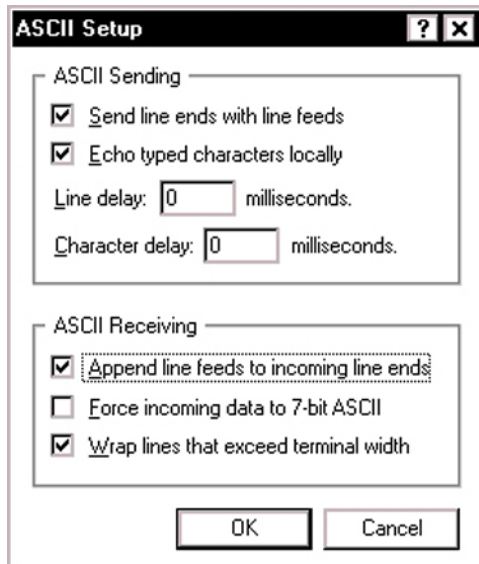 ASCII Setup ? X
ASCII Sending
Send line ends with line feeds
Echo typed characters locally
Line delay: 0 milliseconds.
Character delay: 0 milliseconds.
ASCII Receiving
Append line feeds to incoming line ends
Force incoming data to 7-bit ASCII
Wrap lines that exceed terminal width
OK Cancel